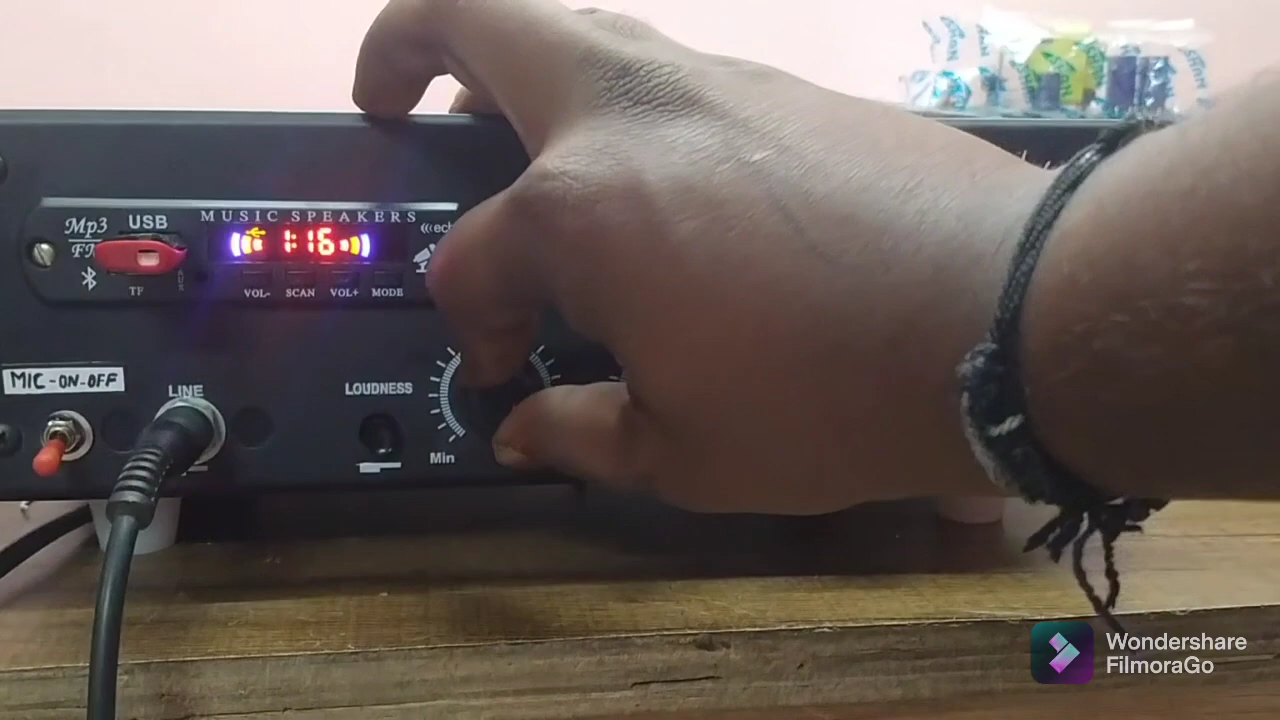 MUSIC SPEAKERS
Mp3
USB
FM
1:16
TF
VOL-
SCAN
VOL+
MODE
MIC-ON-OFF
LINE
LOUDNESS
Min
Wondershare
FilmoraGo